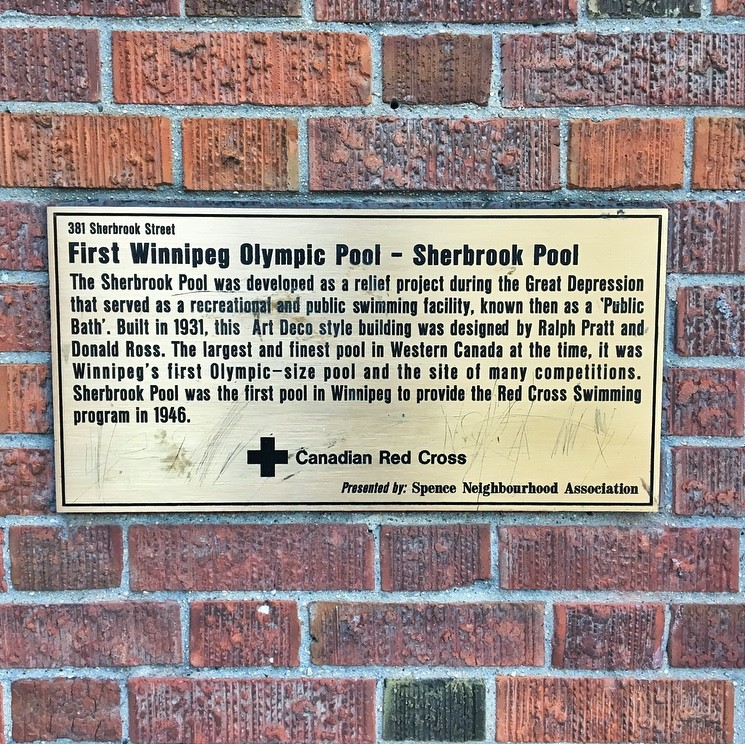 381 Sherbrook Street
First Winnipeg Olympic Pool - Sherbrook Pool
The Sherbrook Pool was developed as a relief project during the Great Depression
that served as a recreational and public swimming facility, known then as a 'Public
Bath'. Built in 1931, this Art Deco style building was designed by Ralph Pratt and
Donald Ross. The largest and finest pool in Western Canada at the time, it was
Winnipeg's first Olympic-size pool and the site of many competitions.
Sherbrook Pool was the first pool in Winnipeg to provide the Red Cross Swimming
program in 1946.
Canadian Red Cross
Presented by: Spence Neighbourhood Association